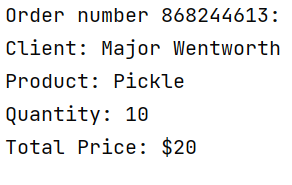 Order number 868244613:
Client: Major Wentworth
Product: Pickle
Quantity: 10
Total Price: $20